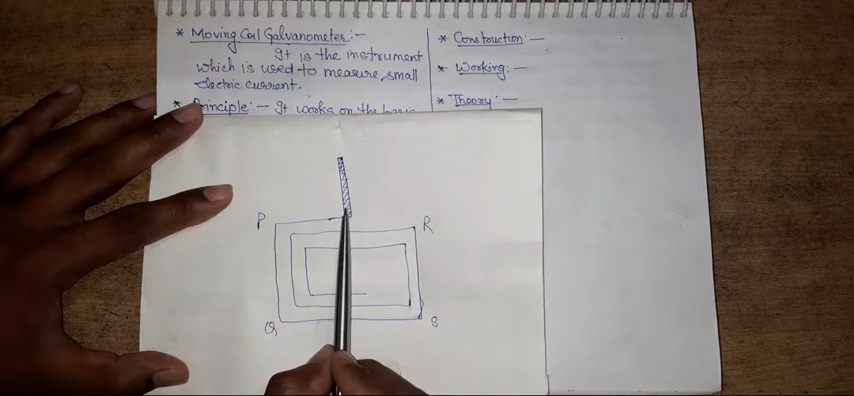 * Moving Coil Galvanometer:-
It is the instrument
which is used to measure small
electric current.
* Principle:- It works on the basis
* Construction:-
* Working:-
* Theory:-
P
R
Q
S